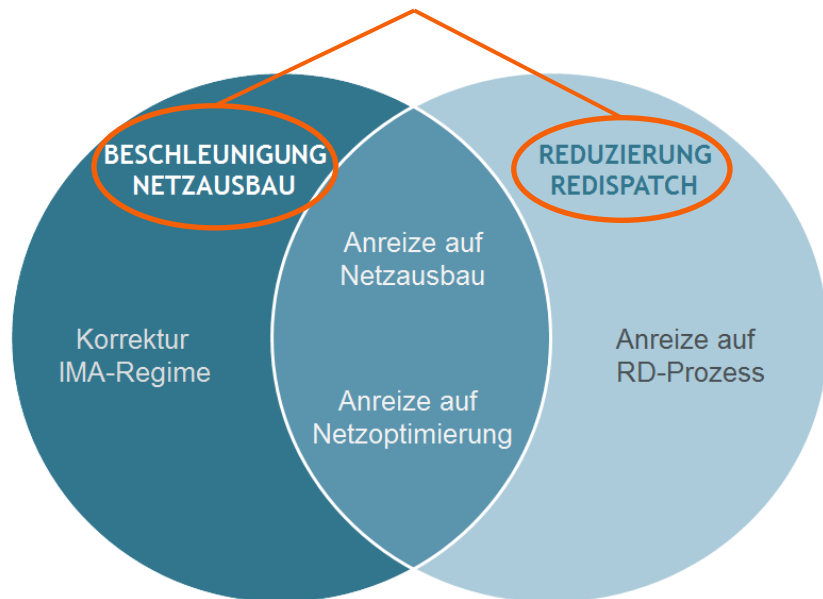 BESCHLEUNIGUNG
NETZAUSBAU
REDUZIERUNG
REDISPATCH
Anreize auf
Netzausbau
Korrektur
IMA-Regime
Anreize auf
RD-Prozess
Anreize auf
Netzoptimierung